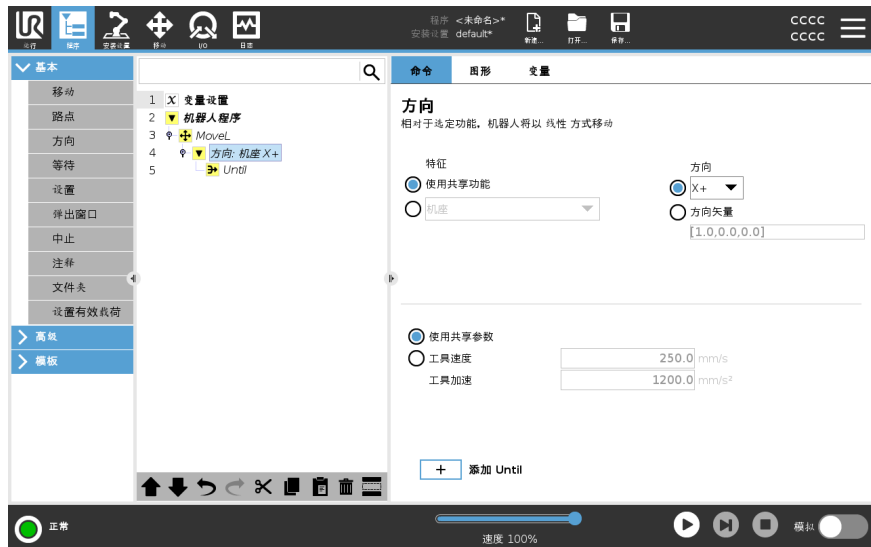 UR
运行 程序 安装设置 移动 I/O 日志
程序 <未命名>*
安装设置 default*
新建... 打开... 保存...
CCCC
CCCC
基本
移动
路点
方向
等待
设置
弹出窗口
中止
注释
文件夹
设置有效载荷
高级
模板
1 X 变量设置
2 机器人程序
3 MoveL
4 方向: 机座 X+
5 Until
命令 图形 变量
方向
相对于选定功能，机器人将以 线性 方式移动
特征
使用共享功能
机座
方向
X+
方向矢量
[1.0,0.0,0.0]
使用共享参数
工具速度 250.0 mm/s
工具加速 1200.0 mm/s²
+ 添加 Until
正常
速度 100%
模拟